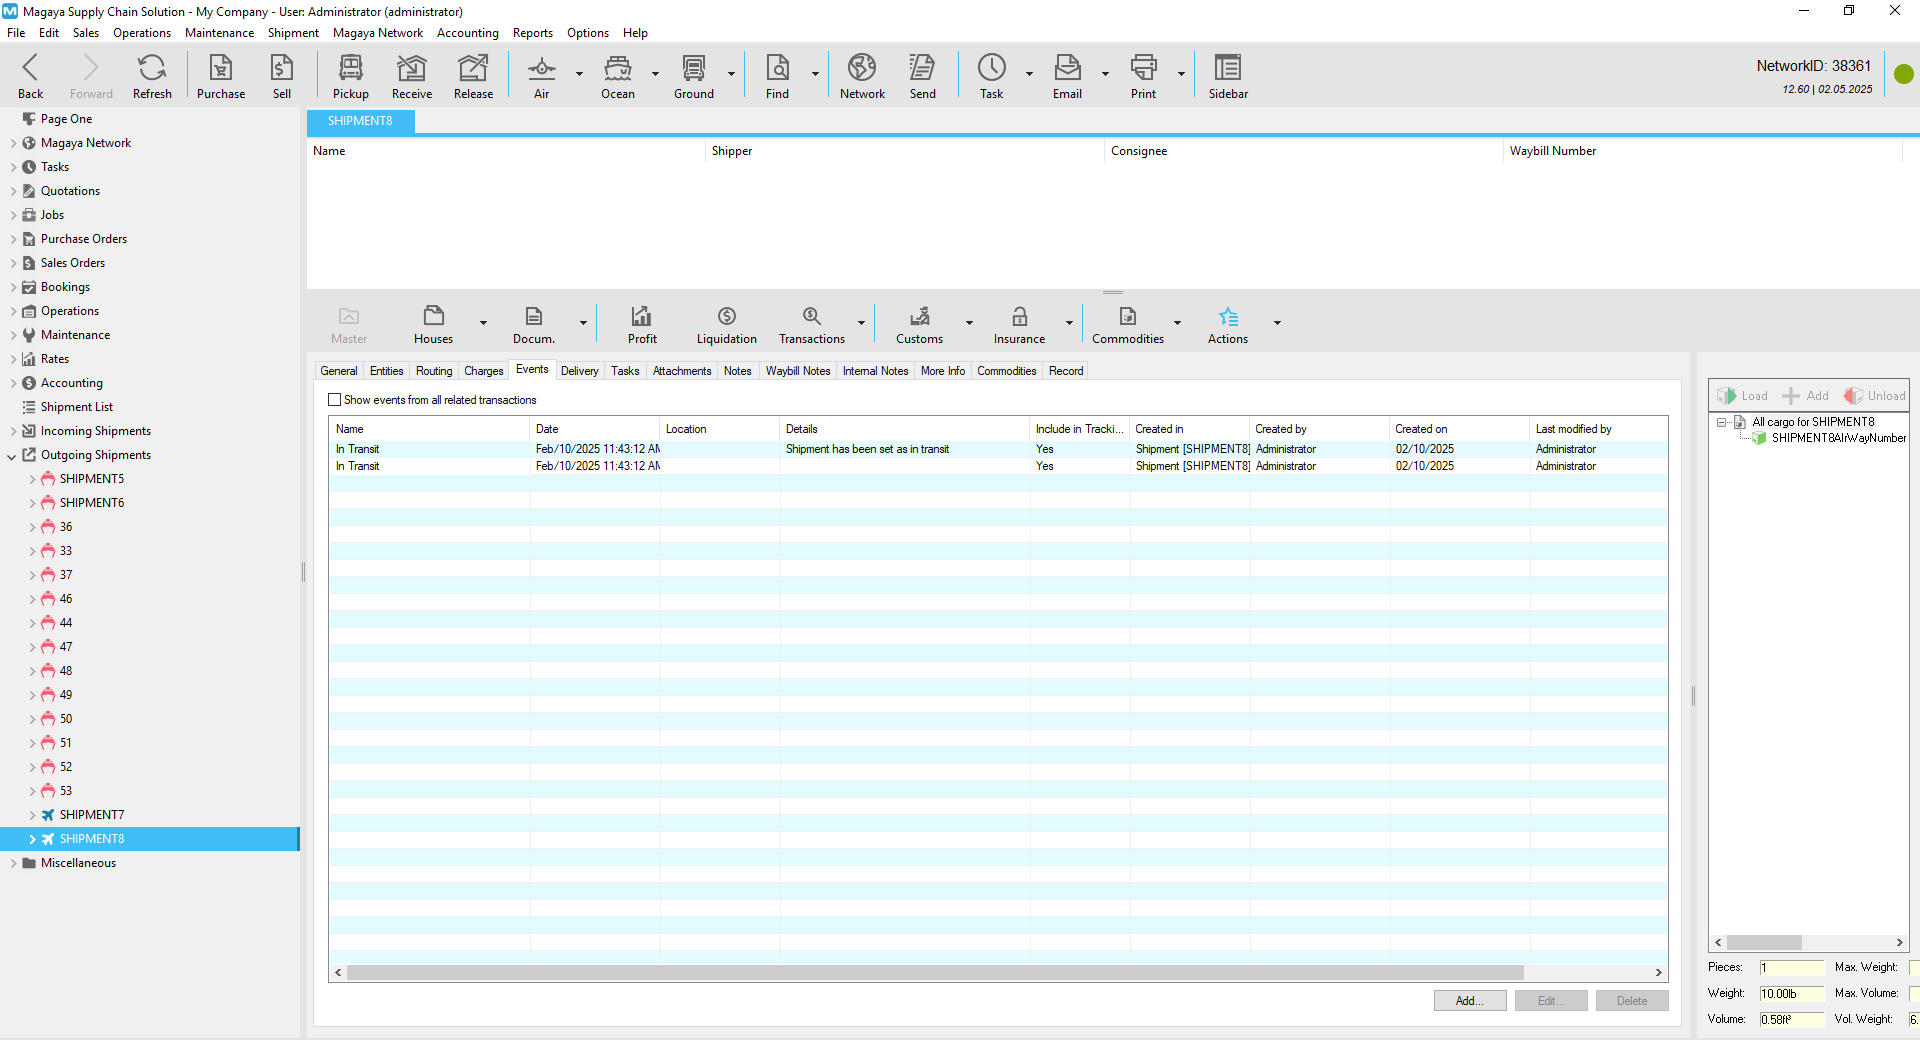 Magaya Supply Chain Solution - My Company - User: Administrator (administrator)
File Edit Sales Operations Maintenance Shipment Magaya Network Accounting Reports Options Help
Back Forward Refresh Purchase Sell Pickup Receive Release Air Ocean Ground Find Network Send Task Email Print Sidebar
NetworkID: 38361
12.60 | 02.05.2025
Page One
Magaya Network
Tasks
Quotations
Jobs
Purchase Orders
Sales Orders
Bookings
Operations
Maintenance
Rates
Accounting
Shipment List
Incoming Shipments
Outgoing Shipments
SHIPMENT5
SHIPMENT6
36
33
37
46
44
47
48
49
50
51
52
53
SHIPMENT7
SHIPMENT8
Miscellaneous
SHIPMENT8
Name Shipper Consignee Waybill Number
Master Houses Docum. Profit Liquidation Transactions Customs Insurance Commodities Actions
General Entities Routing Charges Events Delivery Tasks Attachments Notes Waybill Notes Internal Notes More Info Commodities Record
Show events from all related transactions
Name Date Location Details Include in Tracki... Created in Created by Created on Last modified by
In Transit Feb/10/2025 11:43:12 AM Shipment has been set as in transit Yes Shipment [SHIPMENT8] Administrator 02/10/2025 Administrator
In Transit Feb/10/2025 11:43:12 AM Yes Shipment [SHIPMENT8] Administrator 02/10/2025 Administrator
Add... Edit... Delete
Load Add Unload
All cargo for SHIPMENT8
SHIPMENT8AIrWayNumber
Pieces: 1 Max. Weight:
Weight: 10.00lb Max. Volume:
Volume: 0.58ft³ Vol. Weight: 6.